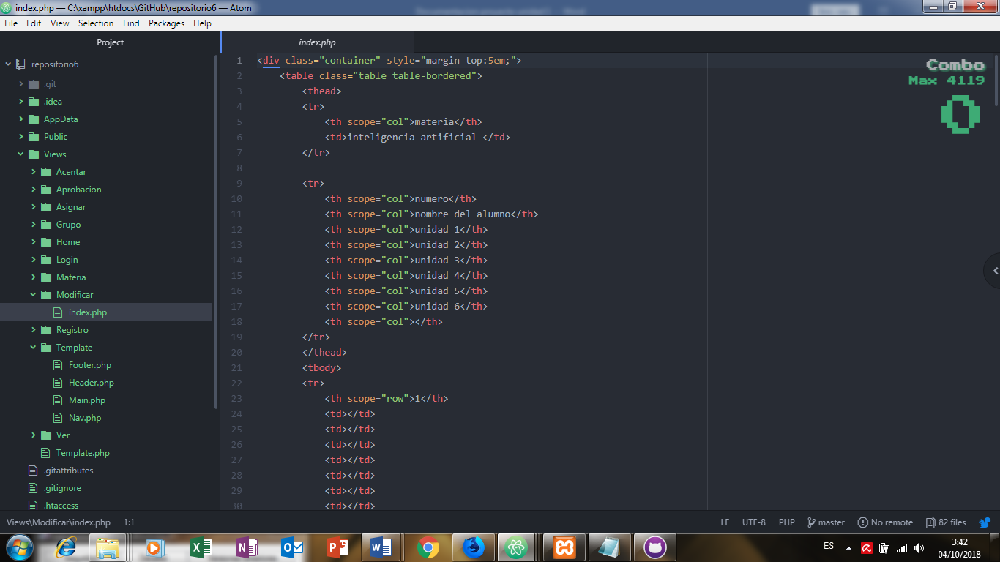 index.php — C:\xampp\htdocs\GitHub\repositorio6 — Atom
File Edit View Selection Find Packages Help
Project
repositorio6
.git
.idea
AppData
Public
Views
Acentar
Aprobacion
Asignar
Grupo
Home
Login
Materia
Modificar
index.php
Registro
Template
Footer.php
Header.php
Main.php
Nav.php
Ver
Template.php
.gitattributes
.gitignore
.htaccess
index.php
1 <div class="container" style="margin-top:5em;">
2 <table class="table table-bordered">
3 <thead>
4 <tr>
5 <th scope="col">materia</th>
6 <td>inteligencia artificial </td>
7 </tr>
8
9 <tr>
10 <th scope="col">numero</th>
11 <th scope="col">nombre del alumno</th>
12 <th scope="col">unidad 1</th>
13 <th scope="col">unidad 2</th>
14 <th scope="col">unidad 3</th>
15 <th scope="col">unidad 4</th>
16 <th scope="col">unidad 5</th>
17 <th scope="col">unidad 6</th>
18 <th scope="col"></th>
19 </tr>
20 </thead>
21 <tbody>
22 <tr>
23 <th scope="row">1</th>
24 <td></td>
25 <td></td>
26 <td></td>
27 <td></td>
28 <td></td>
29 <td></td>
30 <td></td>
Combo
Max 4119
0
Views\Modificar\index.php 1:1 LF UTF-8 PHP master No remote 82 files
ES 3:42
04/10/2018